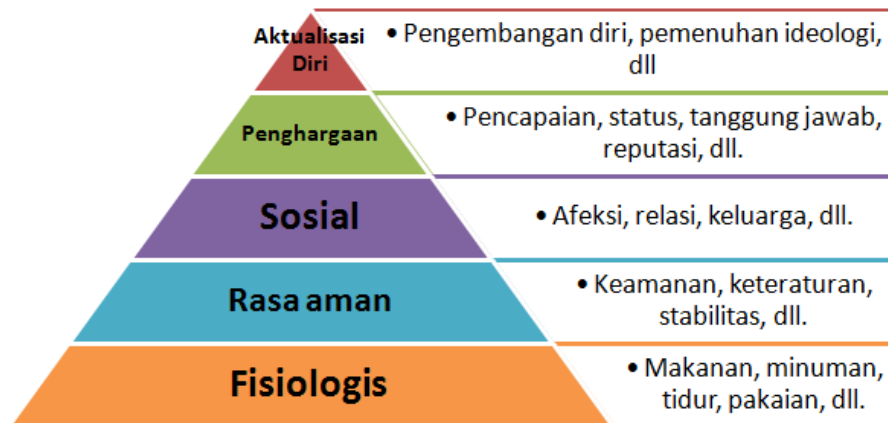 Aktualisasi
Diri
• Pengembangan diri, pemenuhan ideologi,
dll
Penghargaan
• Pencapaian, status, tanggung jawab,
reputasi, dll.
Sosial
• Afeksi, relasi, keluarga, dll.
Rasa aman
• Keamanan, keteraturan,
stabilitas, dll.
Fisiologis
• Makanan, minuman,
tidur, pakaian, dll.